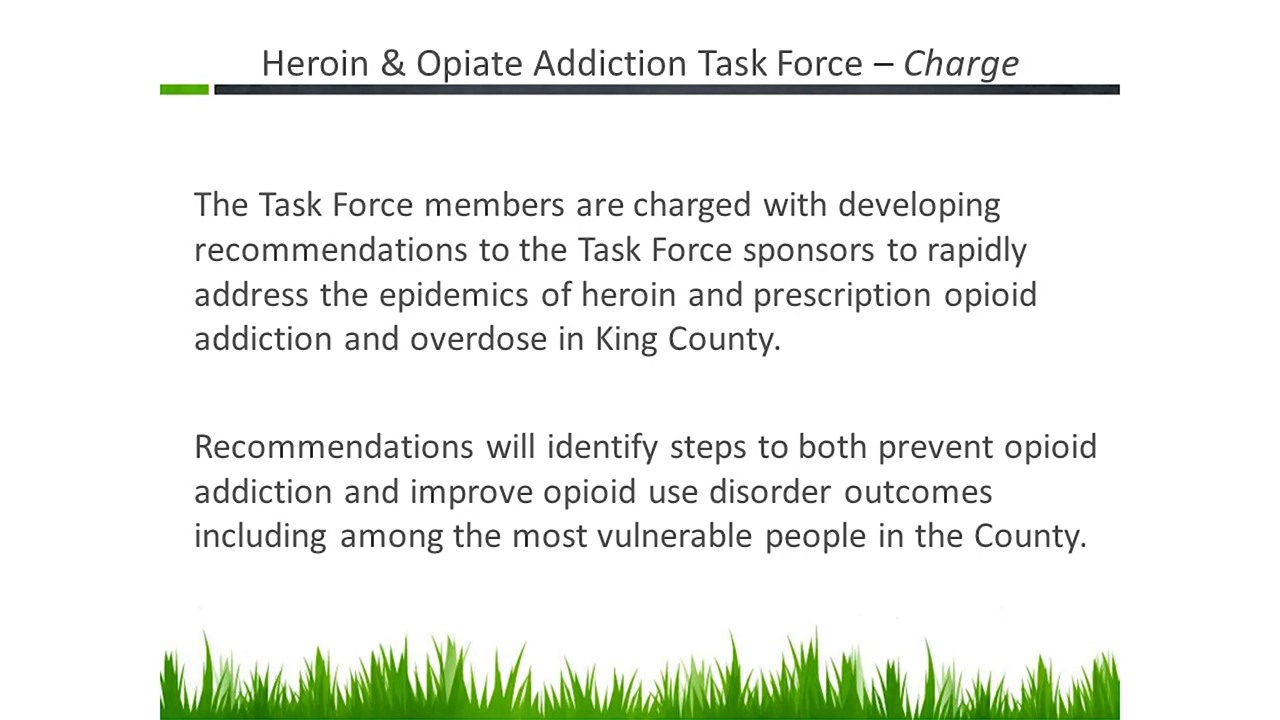 Heroin & Opiate Addiction Task Force – Charge
The Task Force members are charged with developing
recommendations to the Task Force sponsors to rapidly
address the epidemics of heroin and prescription opioid
addiction and overdose in King County.
Recommendations will identify steps to both prevent opioid
addiction and improve opioid use disorder outcomes
including among the most vulnerable people in the County.